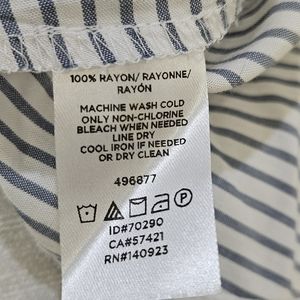 100% RAYON/ RAYONNE/
RAYÓN
MACHINE WASH COLD
ONLY NON-CHLORINE
BLEACH WHEN NEEDED
LINE DRY
COOL IRON IF NEEDED
OR DRY CLEAN
496877
ID#70290
CA#57421
RN#140923